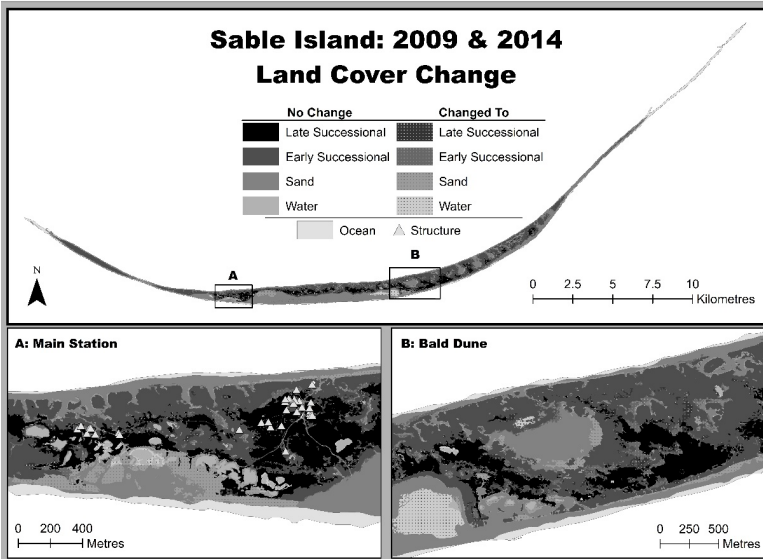 Sable Island: 2009 & 2014
Land Cover Change
No Change Changed To
Late Successional Late Successional
Early Successional Early Successional
Sand Sand
Water Water
Ocean Structure
A
B
N
0 2.5 5 7.5 10
Kilometres
A: Main Station
0 200 400
Metres
B: Bald Dune
0 250 500
Metres